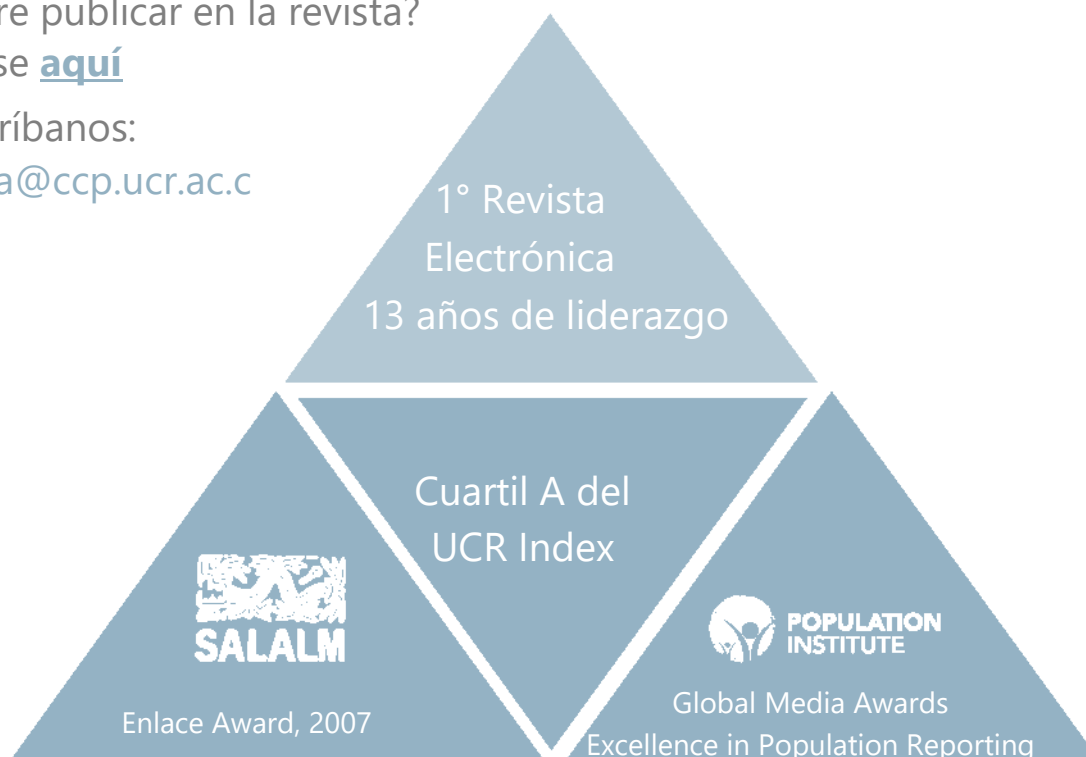 re publicar en la revista?
se aquí
ríbanos:
a@ccp.ucr.ac.c
1° Revista
Electrónica
13 años de liderazgo
Cuartil A del
UCR Index
SALALM
Enlace Award, 2007
POPULATION
INSTITUTE
Global Media Awards
Excellence in Population Reporting